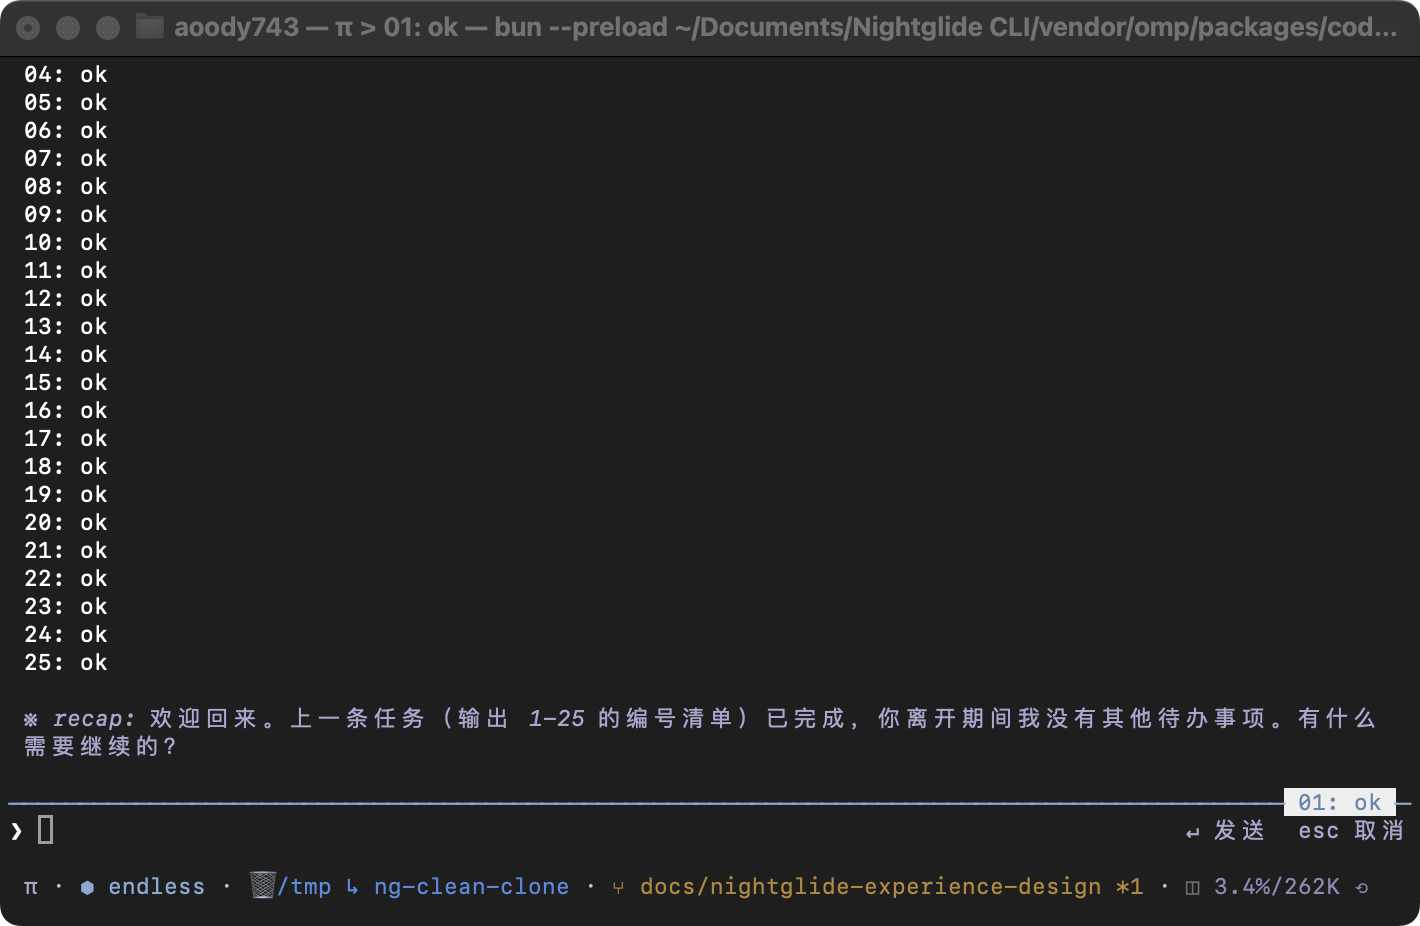 aoody743 — π > 01: ok — bun --preload ~/Documents/Nightglide CLI/vendor/omp/packages/cod...
04: ok
05: ok
06: ok
07: ok
08: ok
09: ok
10: ok
11: ok
12: ok
13: ok
14: ok
15: ok
16: ok
17: ok
18: ok
19: ok
20: ok
21: ok
22: ok
23: ok
24: ok
25: ok
※ recap: 欢迎回来。上一条任务（输出 1–25 的编号清单）已完成，你离开期间我没有其他待办事项。有什么
需要继续的？
01: ok
❯ ↵ 发送 esc 取消
π · ⬢ endless · 🗑️/tmp ↳ ng-clean-clone · ⑂ docs/nightglide-experience-design *1 · ◫ 3.4%/262K ⟲